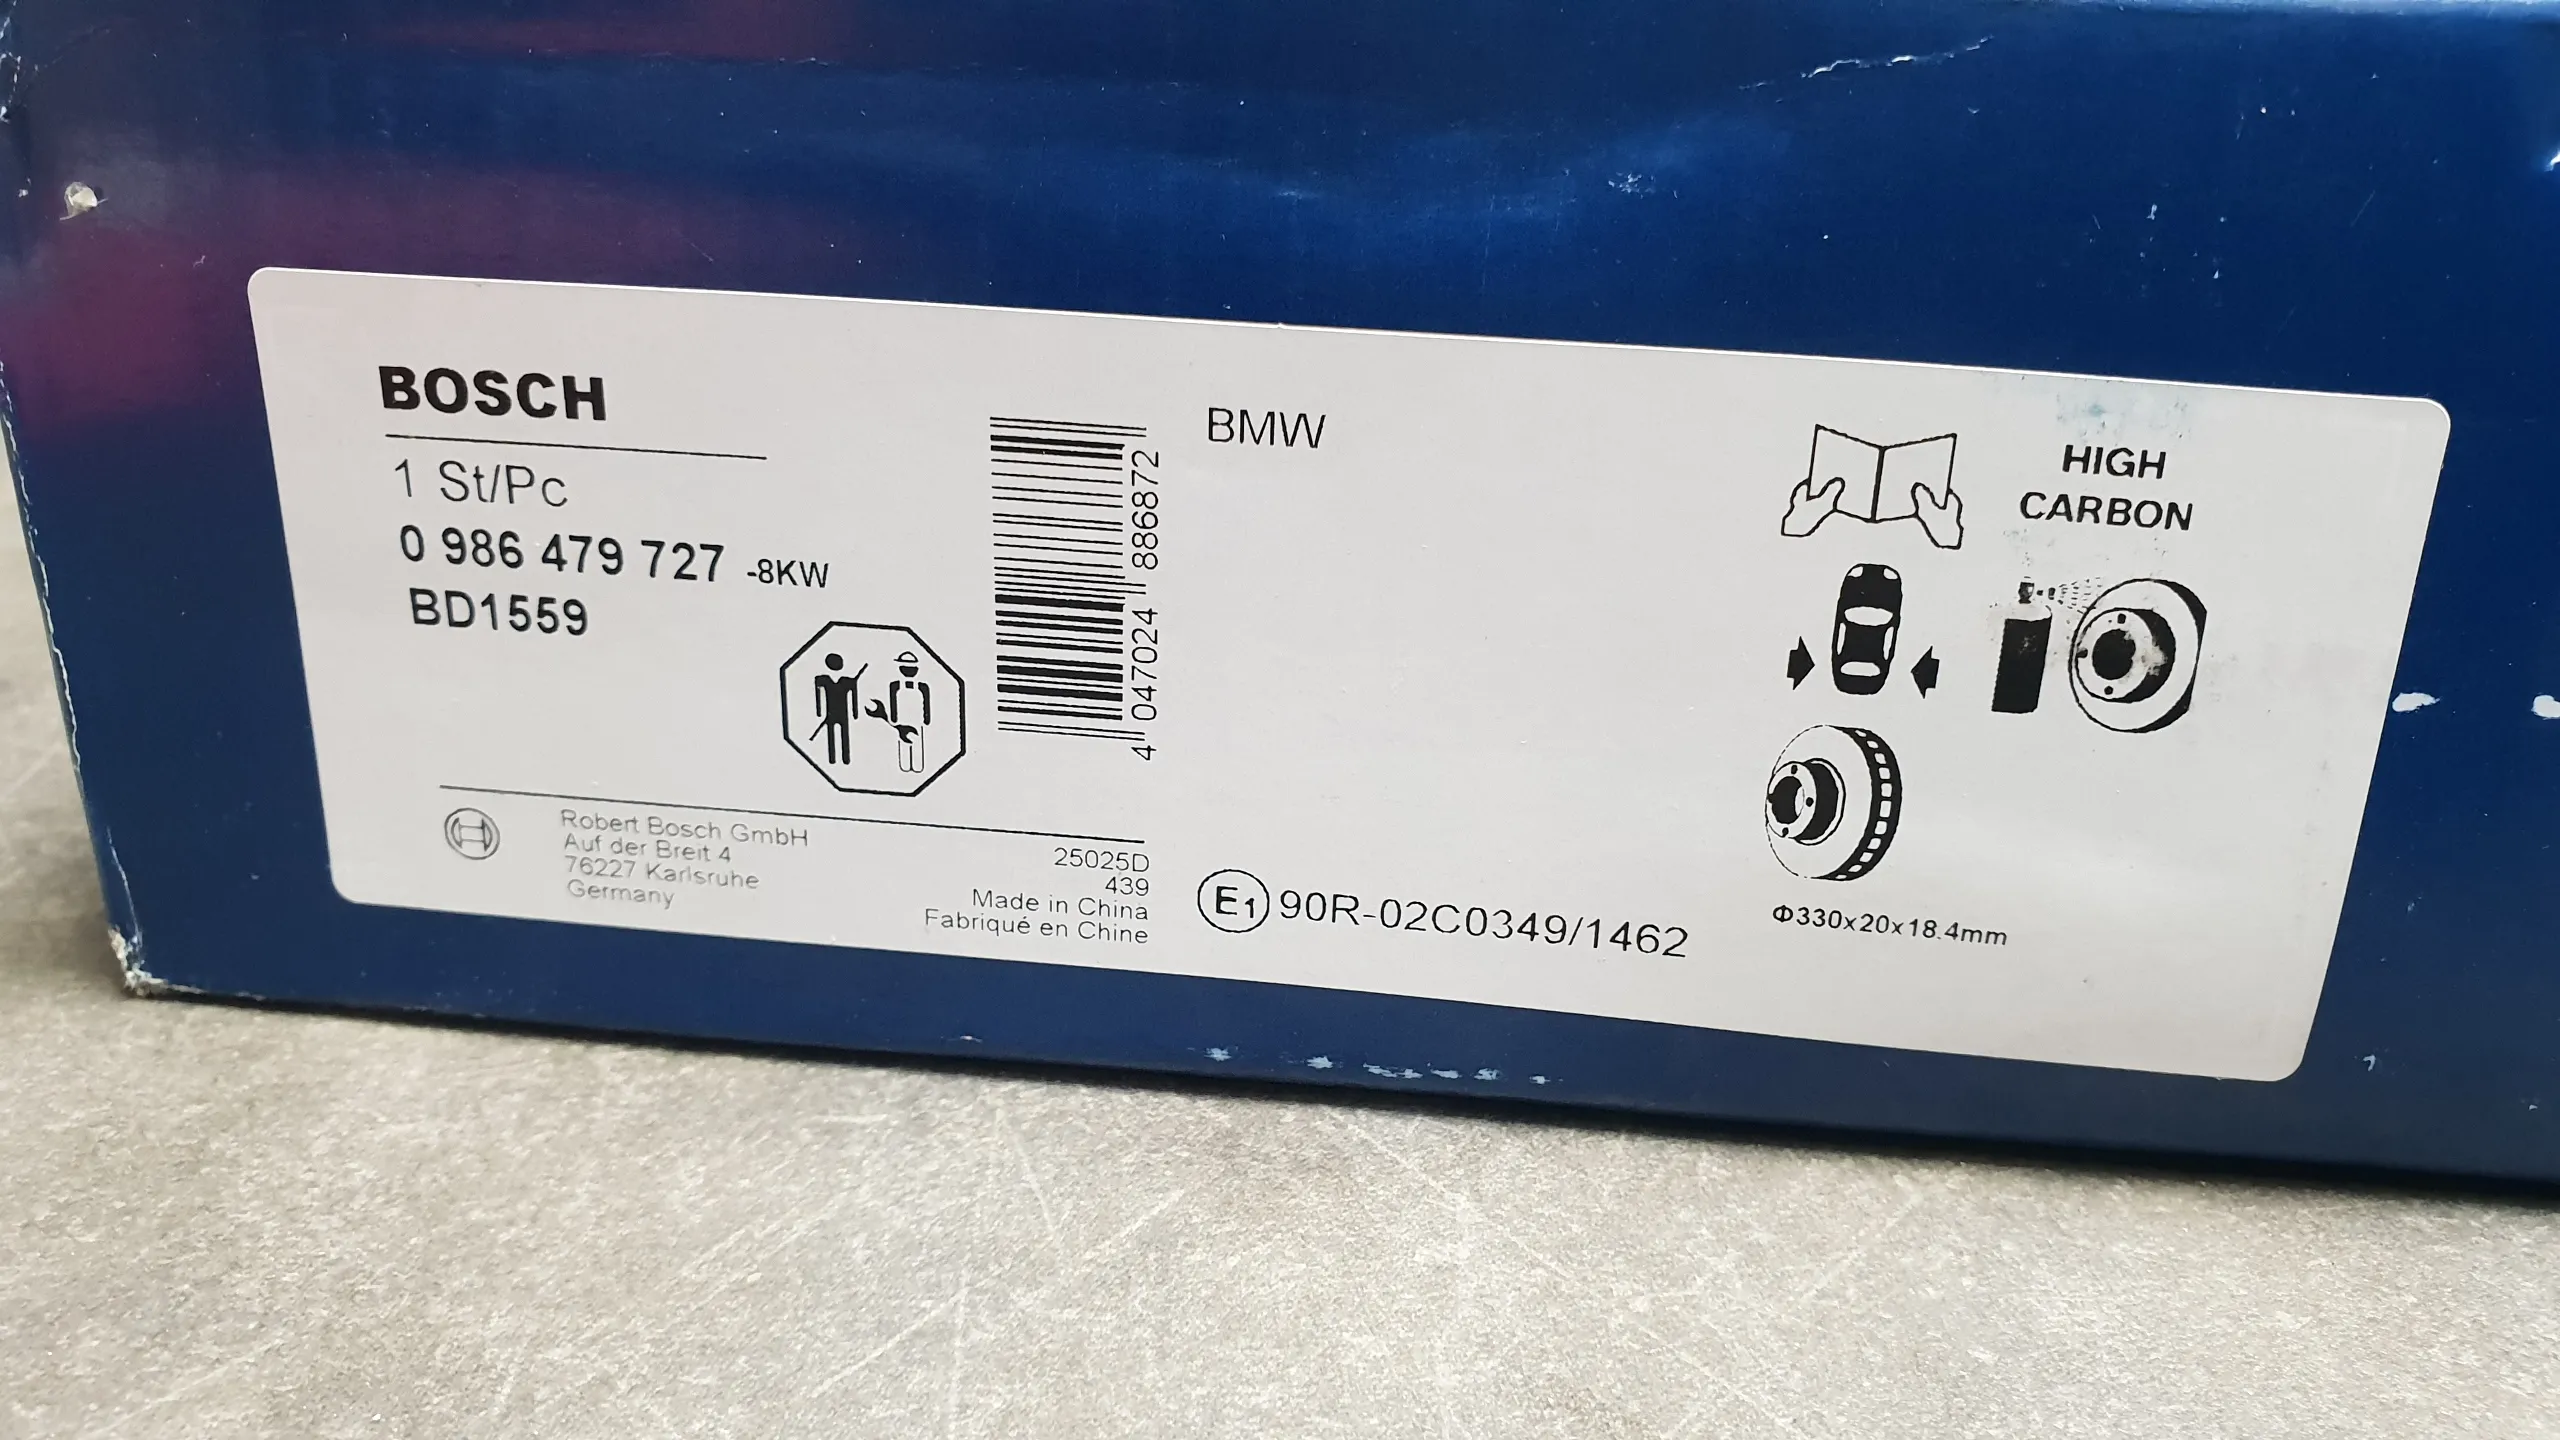 BOSCH
1 St/Pc
0 986 479 727 -8KW
BD1559
Robert Bosch GmbH
Auf der Breit 4
76227 Karlsruhe
Germany
25025D
439
Made in China
Fabriqué en Chine
4 047024 886872
BMW
E1 90R-02C0349/1462
HIGH
CARBON
Φ330x20x18.4mm